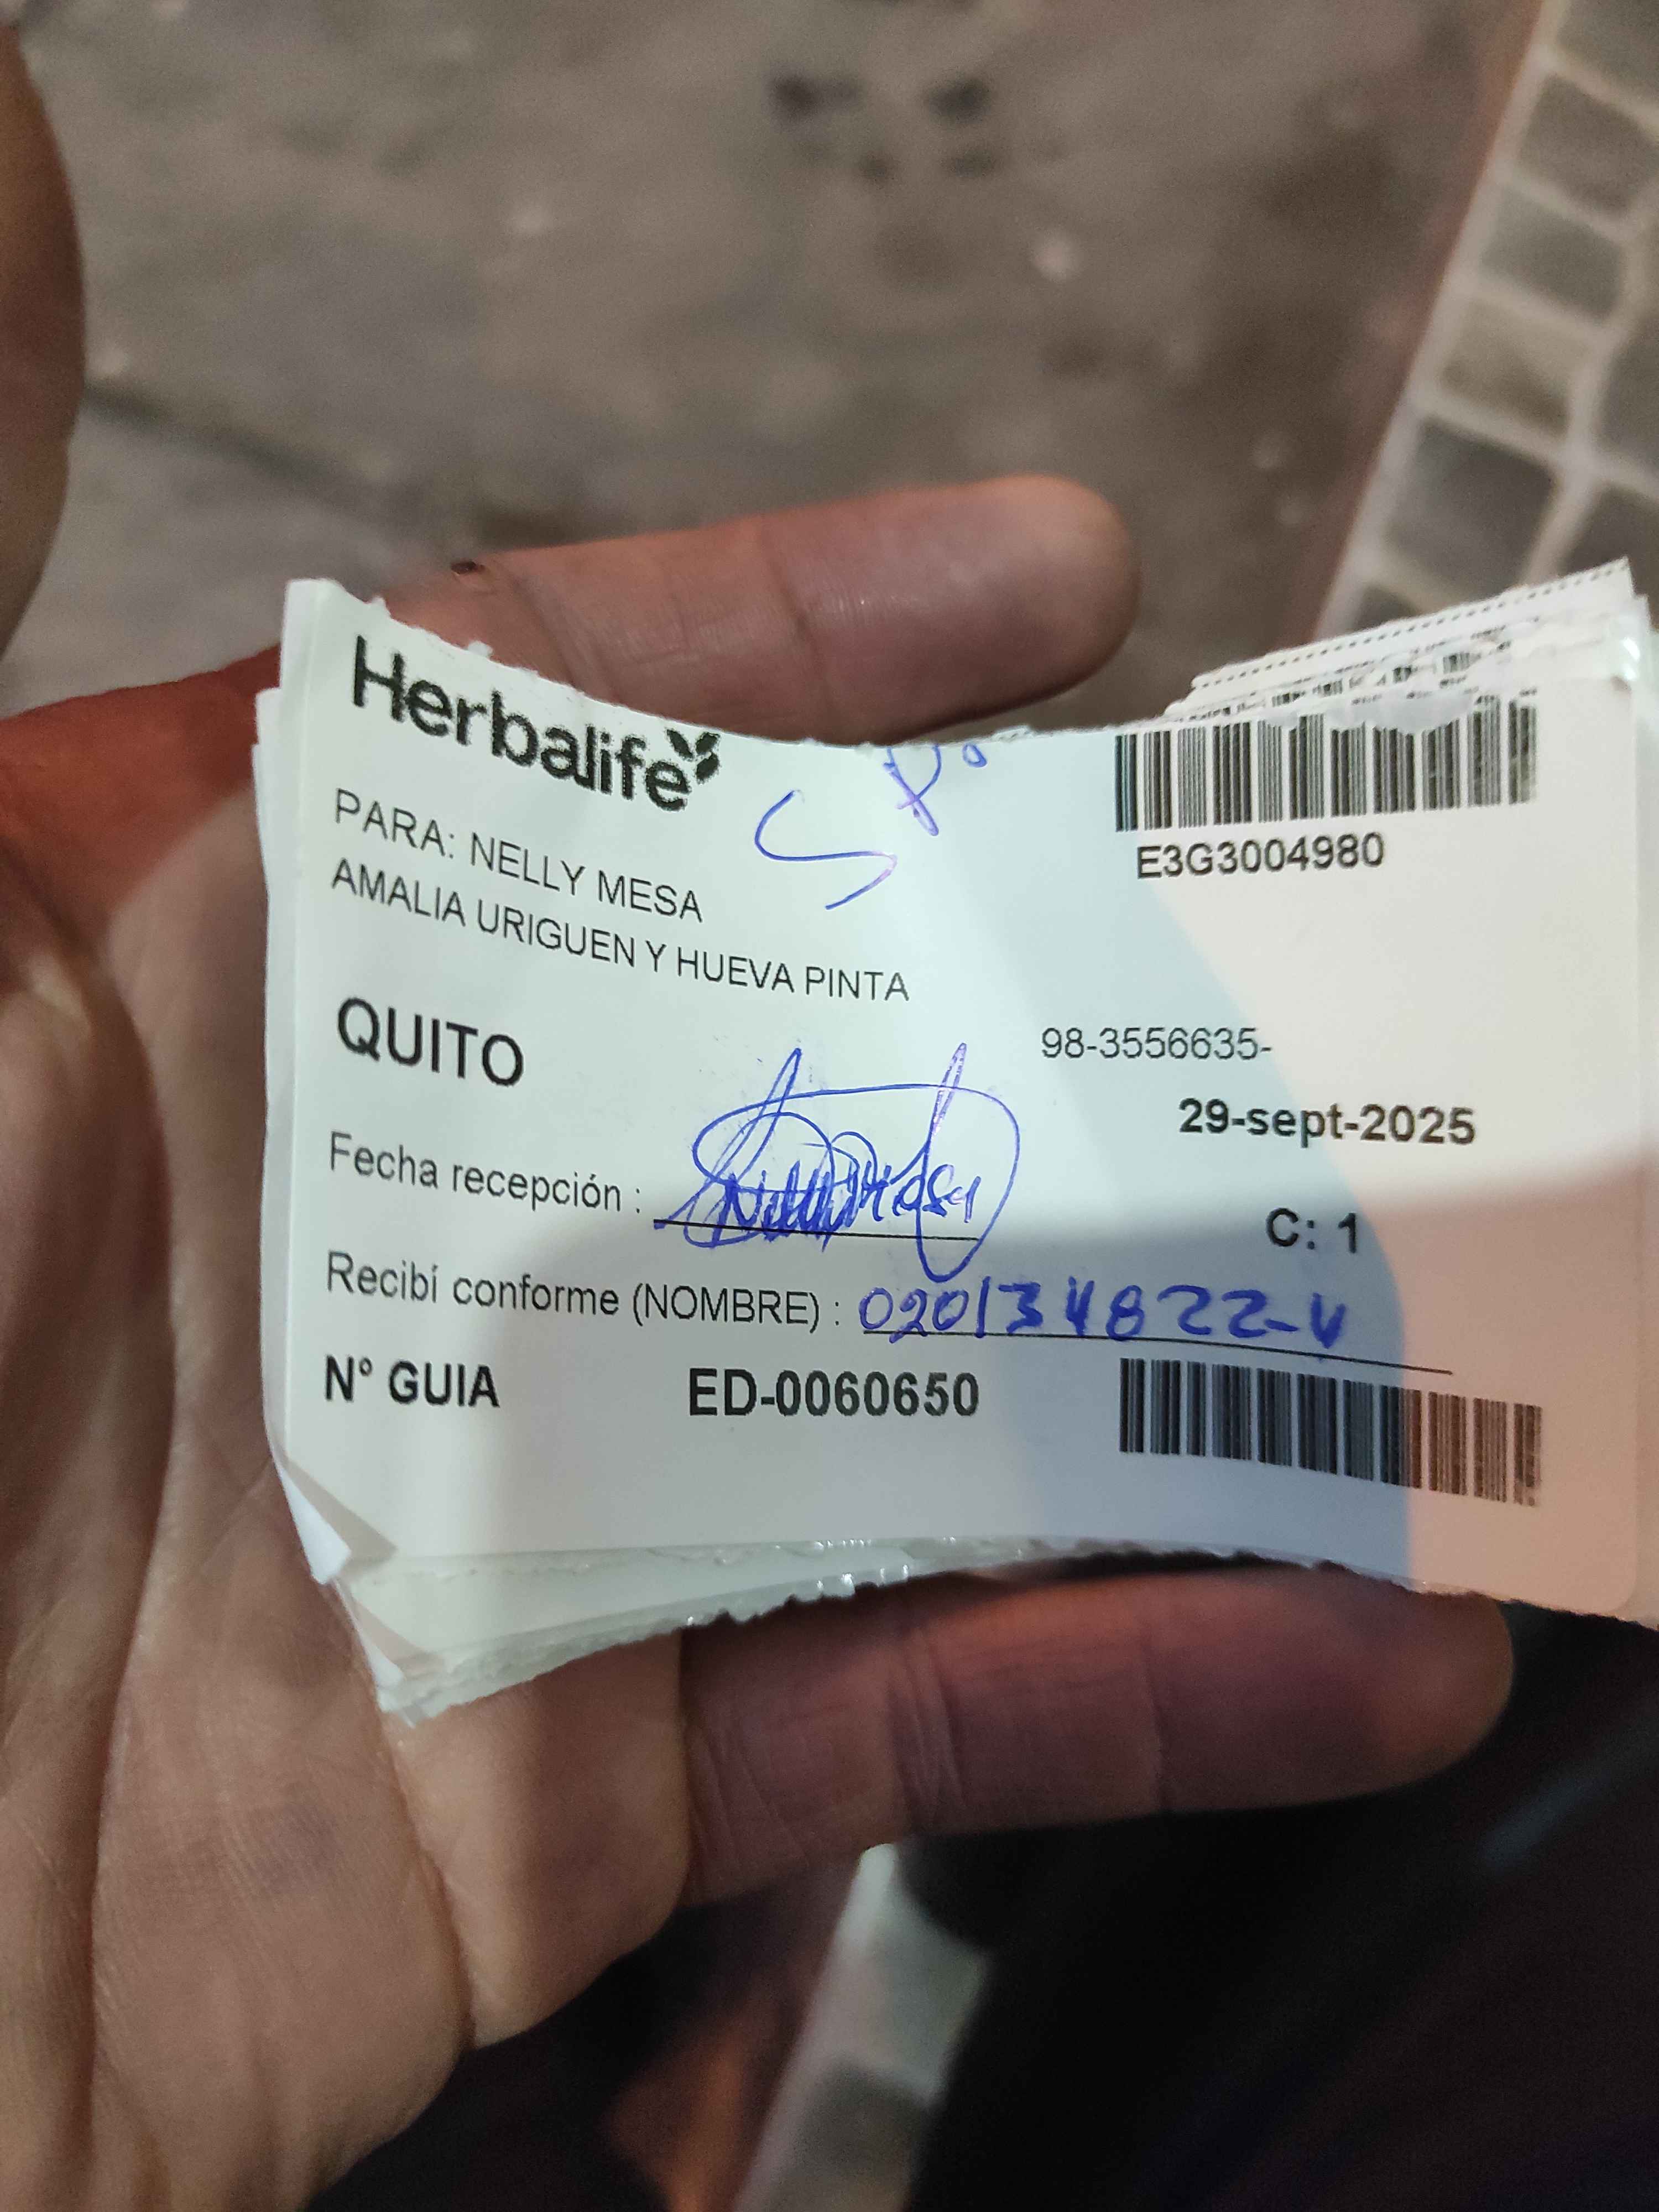 Herbalife
E3G3004980
PARA: NELLY MESA
AMALIA URIGUEN Y HUEVA PINTA
QUITO
98-3556635-
29-sept-2025
Fecha recepción :
C: 1
Recibí conforme (NOMBRE) : 020134822-4
N° GUIA ED-0060650